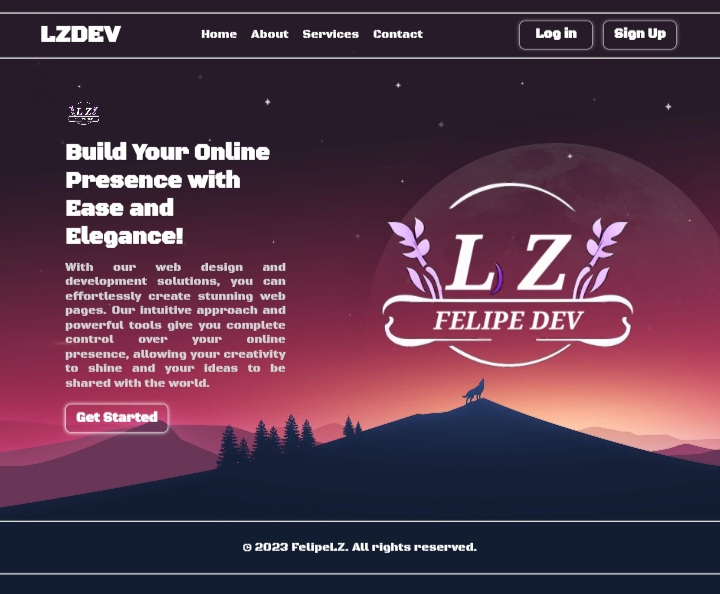 LZDEV
Home About Services Contact
Log in Sign Up
LZ
Build Your Online
Presence with
Ease and
Elegance!
With our web design and
development solutions, you can
effortlessly create stunning web
pages. Our intuitive approach and
powerful tools give you complete
control over your online
presence, allowing your creativity
to shine and your ideas to be
shared with the world.
Get Started
L Z
FELIPE DEV
© 2023 FelipeLZ. All rights reserved.